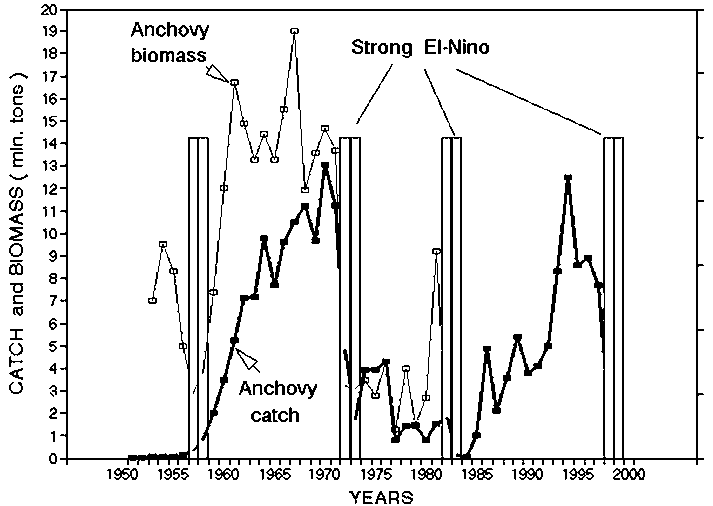 20
19
18
17
16
15
14
13
12
11
10
9
8
7
6
5
4
3
2
1
0
CATCH and BIOMASS ( mln. tons )
Anchovy
biomass
Strong El-Nino
Anchovy
catch
1950 1955 1960 1965 1970 1975 1980 1985 1990 1995 2000
YEARS